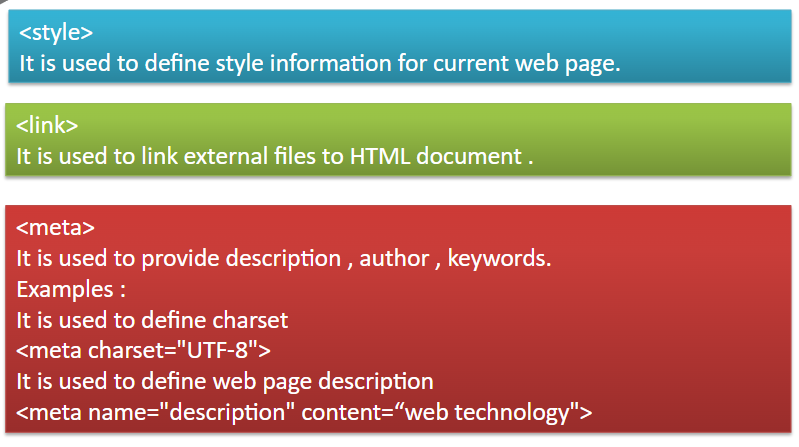 <style>
It is used to define style information for current web page.
<link>
It is used to link external files to HTML document .
<meta>
It is used to provide description , author , keywords.
Examples :
It is used to define charset
<meta charset="UTF-8">
It is used to define web page description
<meta name="description" content=“web technology">